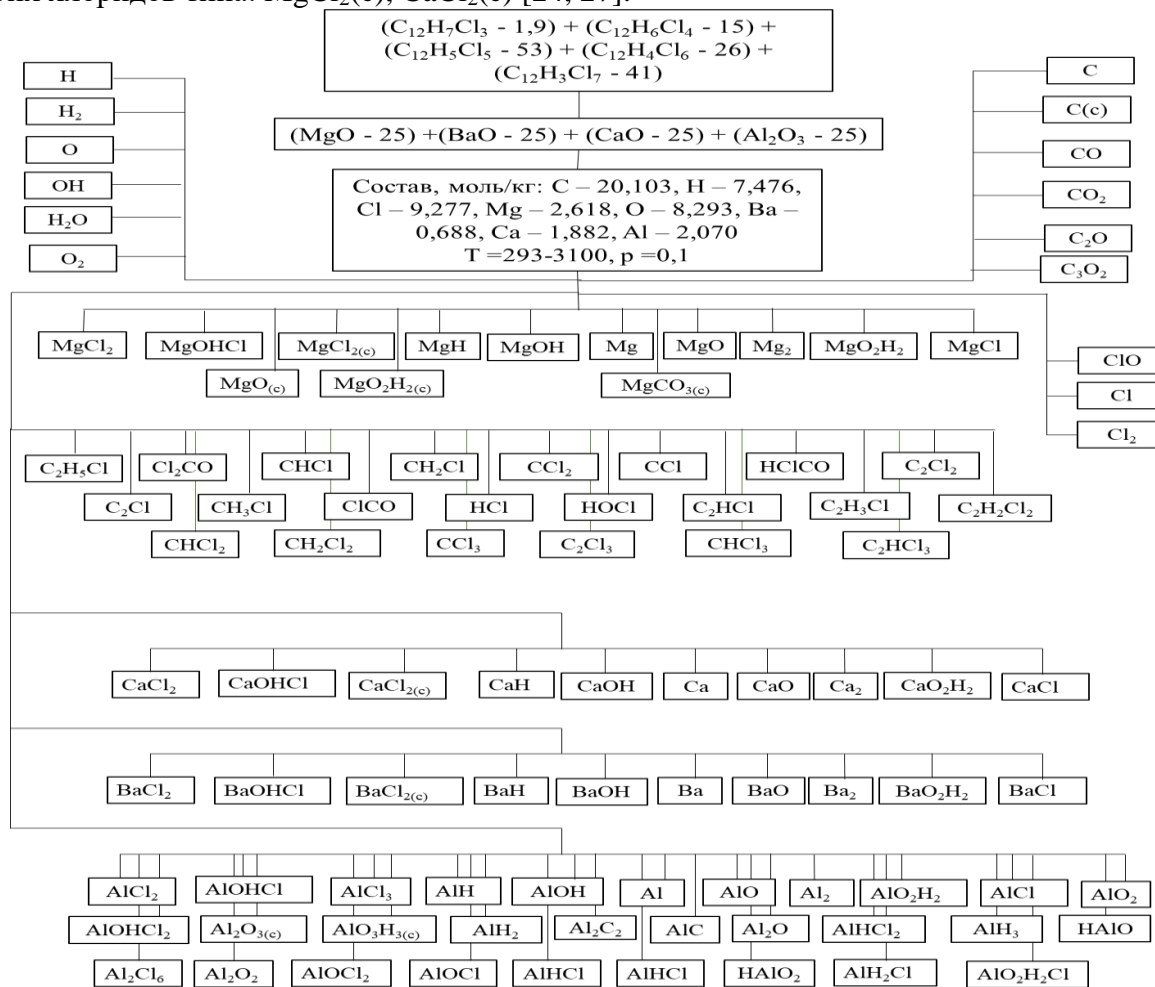 хлоридов типа: MgCl₂(c), CaCl₂(c) [24, 27].
(C₁₂H₇Cl₃ - 1,9) + (C₁₂H₆Cl₄ - 15) +
(C₁₂H₅Cl₅ - 53) + (C₁₂H₄Cl₆ - 26) +
(C₁₂H₃Cl₇ - 41)
H
H₂
O
OH
H₂O
O₂
(MgO - 25) +(BaO - 25) + (CaO - 25) + (Al₂O₃ - 25)
Состав, моль/кг: C – 20,103, H – 7,476,
Cl – 9,277, Mg – 2,618, O – 8,293, Ba –
0,688, Ca – 1,882, Al – 2,070
T =293-3100, p =0,1
C
C(c)
CO
CO₂
C₂O
C₃O₂
MgCl₂ MgOHCl MgCl₂₍c₎ MgH MgOH Mg MgO Mg₂ MgO₂H₂ MgCl
MgO₍c₎ MgO₂H₂₍c₎ MgCO₃₍c₎
ClO
Cl
Cl₂
C₂H₅Cl Cl₂CO CHCl CH₂Cl CCl₂ CCl HClCO C₂Cl₂
C₂Cl CH₃Cl ClCO HCl HOCl C₂HCl C₂H₃Cl C₂H₂Cl₂
CHCl₂ CH₂Cl₂ CCl₃ C₂Cl₃ CHCl₃ C₂HCl₃
CaCl₂ CaOHCl CaCl₂₍c₎ CaH CaOH Ca CaO Ca₂ CaO₂H₂ CaCl
BaCl₂ BaOHCl BaCl₂₍c₎ BaH BaOH Ba BaO Ba₂ BaO₂H₂ BaCl
AlCl₂ AlOHCl AlCl₃ AlH AlOH Al AlO Al₂ AlO₂H₂ AlCl AlO₂
AlOHCl₂ Al₂O₃₍c₎ AlO₃H₃₍c₎ AlH₂ Al₂C₂ AlC Al₂O AlHCl₂ AlH₃ HAlO
Al₂Cl₆ Al₂O₂ AlOCl₂ AlOCl AlHCl AlHCl HAlO₂ AlH₂Cl AlO₂H₂Cl